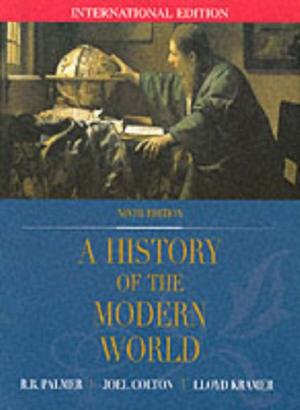 INTERNATIONAL EDITION
NINTH EDITION
A HISTORY
OF THE
MODERN
WORLD
R.R. PALMER | JOEL COLTON | LLOYD KRAMER